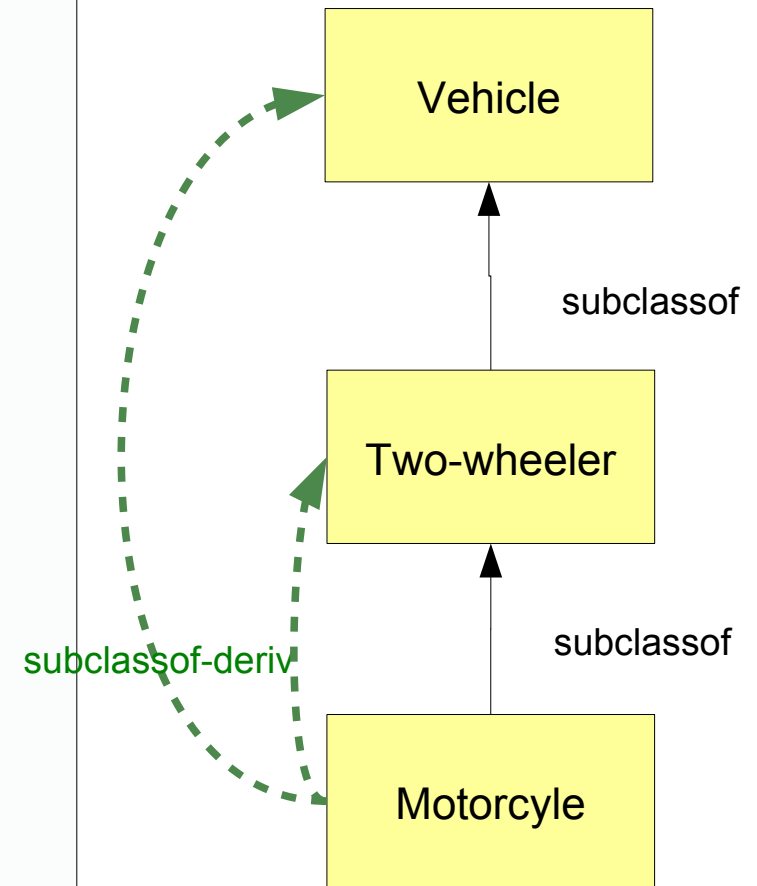 Vehicle
subclassof
Two-wheeler
subclassof
subclassof-deriv
Motorcyle